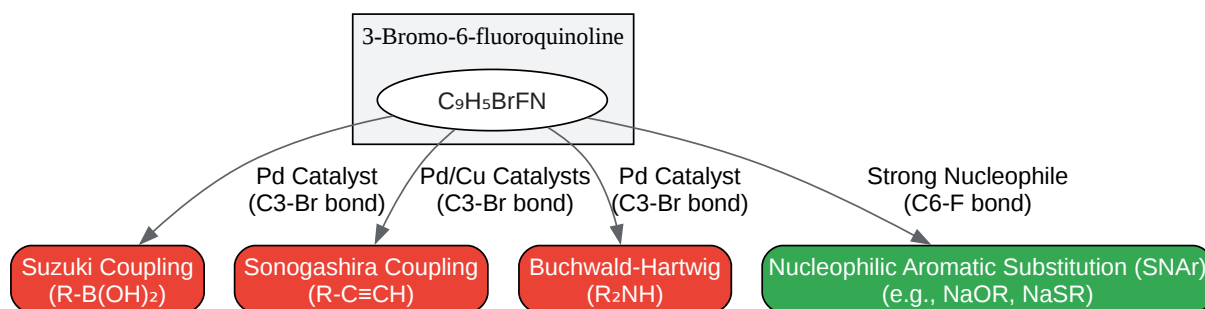 3-Bromo-6-fluoroquinoline
C₉H₅BrFN
Pd Catalyst
(C3-Br bond)
Pd/Cu Catalysts
(C3-Br bond)
Pd Catalyst
(C3-Br bond)
Strong Nucleophile
(C6-F bond)
Suzuki Coupling
(R-B(OH)₂)
Sonogashira Coupling
(R-C≡CH)
Buchwald-Hartwig
(R₂NH)
Nucleophilic Aromatic Substitution (SNAr)
(e.g., NaOR, NaSR)